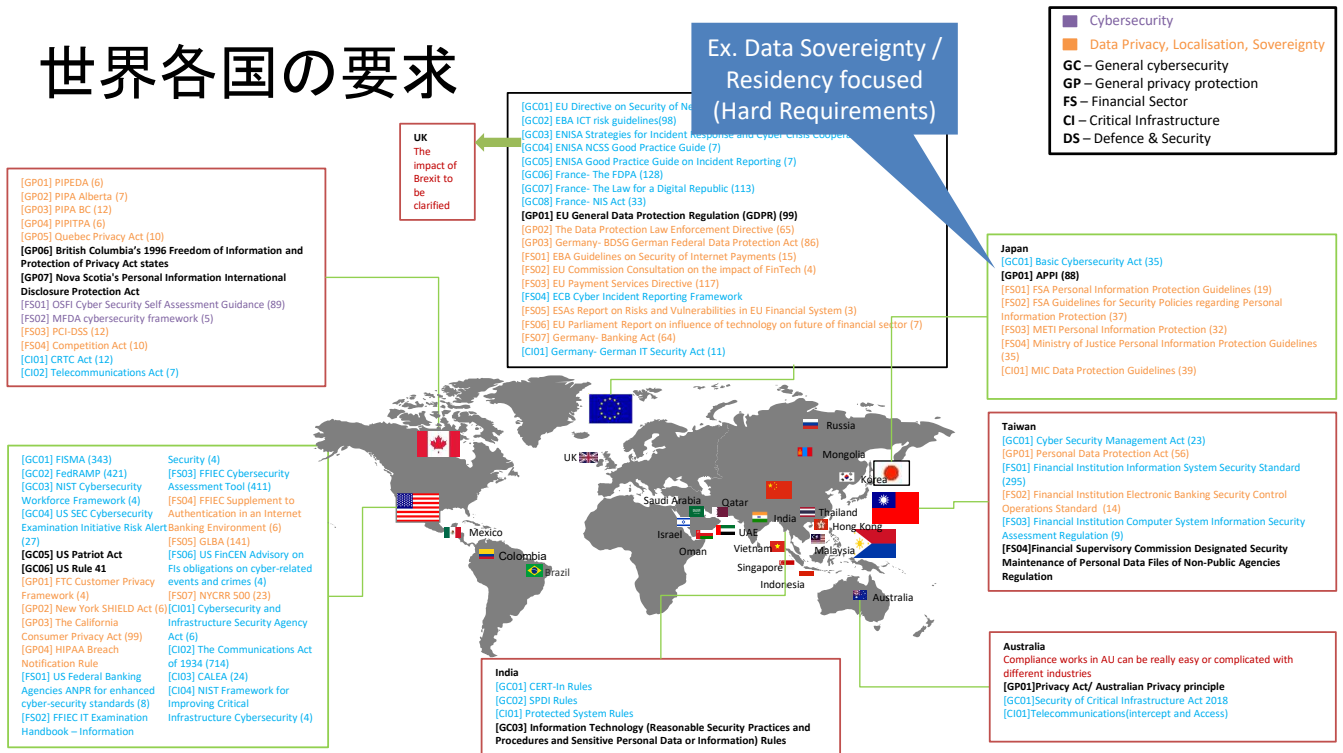 世界各国の要求
Ex. Data Sovereignty /
Residency focused
(Hard Requirements)
Cybersecurity
Data Privacy, Localisation, Sovereignty
GC – General cybersecurity
GP – General privacy protection
FS – Financial Sector
CI – Critical Infrastructure
DS – Defence & Security
UK
The
impact of
Brexit to
be
clarified
[GC01] EU Directive on Security of
[GC02] EBA ICT risk guidelines(98)
[GC03] ENISA Strategies for Incident Response and Cyber Crisis
[GC04] ENISA NCSS Good Practice Guide (7)
[GC05] ENISA Good Practice Guide on Incident Reporting (7)
[GC06] France- The FDPA (128)
[GC07] France- The Law for a Digital Republic (113)
[GC08] France- NIS Act (33)
[GP01] EU General Data Protection Regulation (GDPR) (99)
[GP02] The Data Protection Law Enforcement Directive (65)
[GP03] Germany- BDSG German Federal Data Protection Act (86)
[FS01] EBA Guidelines on Security of Internet Payments (15)
[FS02] EU Commission Consultation on the impact of FinTech (4)
[FS03] EU Payment Services Directive (117)
[FS04] ECB Cyber Incident Reporting Framework
[FS05] ESAs Report on Risks and Vulnerabilities in EU Financial System (3)
[FS06] EU Parliament Report on influence of technology on future of financial sector (7)
[FS07] Germany- Banking Act (64)
[CI01] Germany- German IT Security Act (11)
[GP01] PIPEDA (6)
[GP02] PIPA Alberta (7)
[GP03] PIPA BC (12)
[GP04] PIPITPA (6)
[GP05] Quebec Privacy Act (10)
[GP06] British Columbia's 1996 Freedom of Information and
Protection of Privacy Act states
[GP07] Nova Scotia's Personal Information International
Disclosure Protection Act
[FS01] OSFI Cyber Security Self Assessment Guidance (89)
[FS02] MFDA cybersecurity framework (5)
[FS03] PCI-DSS (12)
[FS04] Competition Act (10)
[CI01] CRTC Act (12)
[CI02] Telecommunications Act (7)
Japan
[GC01] Basic Cybersecurity Act (35)
[GP01] APPI (88)
[FS01] FSA Personal Information Protection Guidelines (19)
[FS02] FSA Guidelines for Security Policies regarding Personal
Information Protection (37)
[FS03] METI Personal Information Protection (32)
[FS04] Ministry of Justice Personal Information Protection Guidelines
(35)
[CI01] MIC Data Protection Guidelines (39)
[GC01] FISMA (343)
[GC02] FedRAMP (421)
[GC03] NIST Cybersecurity
Workforce Framework (4)
[GC04] US SEC Cybersecurity
Examination Initiative Risk Alert
(27)
[GC05] US Patriot Act
[GC06] US Rule 41
[GP01] FTC Customer Privacy
Framework (4)
[GP02] New York SHIELD Act (6)
[GP03] The California
Consumer Privacy Act (99)
[GP04] HIPAA Breach
Notification Rule
[FS01] US Federal Banking
Agencies ANPR for enhanced
cyber-security standards (8)
[FS02] FFIEC IT Examination
Handbook – Information
Security (4)
[FS03] FFIEC Cybersecurity
Assessment Tool (411)
[FS04] FFIEC Supplement to
Authentication in an Internet
Banking Environment (6)
[FS05] GLBA (141)
[FS06] US FinCEN Advisory on
FIs obligations on cyber-related
events and crimes (4)
[FS07] NYCRR 500 (23)
[CI01] Cybersecurity and
Infrastructure Security Agency
Act (6)
[CI02] The Communications Act
of 1934 (714)
[CI03] CALEA (24)
[CI04] NIST Framework for
Improving Critical
Infrastructure Cybersecurity (4)
Russia
Mongolia
UK
Korea
Saudi Arabia
Qatar
Thailand
India
Hong Kong
Mexico
Israel
UAE
Oman
Vietnam
Malaysia
Colombia
Singapore
Brazil
Indonesia
Australia
Taiwan
[GC01] Cyber Security Management Act (23)
[GP01] Personal Data Protection Act (56)
[FS01] Financial Institution Information System Security Standard
(295)
[FS02] Financial Institution Electronic Banking Security Control
Operations Standard (14)
[FS03] Financial Institution Computer System Information Security
Assessment Regulation (9)
[FS04]Financial Supervisory Commission Designated Security
Maintenance of Personal Data Files of Non-Public Agencies
Regulation
India
[GC01] CERT-In Rules
[GC02] SPDI Rules
[CI01] Protected System Rules
[GC03] Information Technology (Reasonable Security Practices and
Procedures and Sensitive Personal Data or Information) Rules
Australia
Compliance works in AU can be really easy or complicated with
different industries
[GP01]Privacy Act/ Australian Privacy principle
[GC01]Security of Critical Infrastructure Act 2018
[CI01]Telecommunications(intercept and Access)